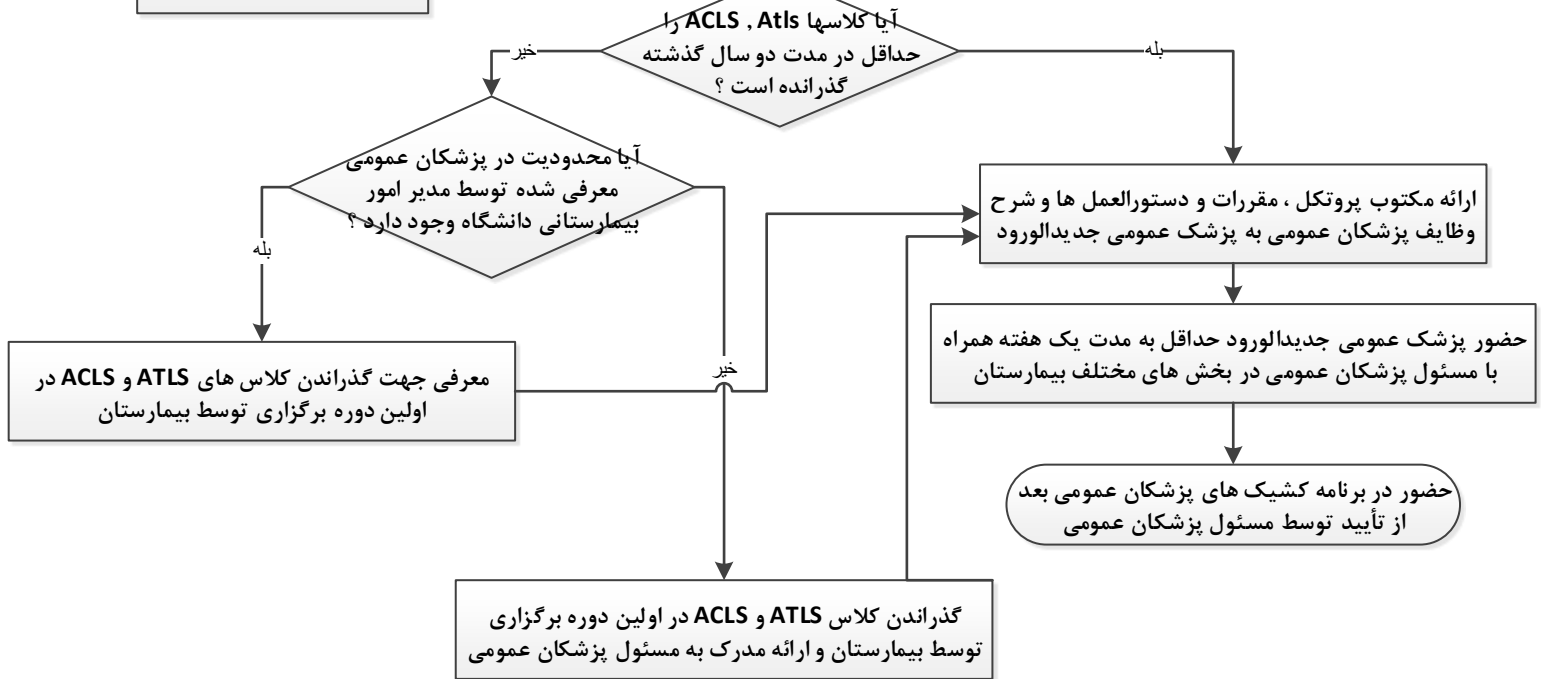 آیا کلاسها ACLS , Atls را
حداقل در مدت دو سال گذشته
گذرانده است ؟
بله
خیر
آیا محدودیت در پزشکان عمومی
معرفی شده توسط مدیر امور
بیمارستانی دانشگاه وجود دارد ؟
بله
خیر
ارائه مکتوب پروتکل ، مقررات و دستورالعمل ها و شرح
وظایف پزشکان عمومی به پزشک عمومی جدیدالورود
حضور پزشک عمومی جدیدالورود حداقل به مدت یک هفته همراه
با مسئول پزشکان عمومی در بخش های مختلف بیمارستان
معرفی جهت گذراندن کلاس های ATLS و ACLS در
اولین دوره برگزاری توسط بیمارستان
حضور در برنامه کشیک های پزشکان عمومی بعد
از تأیید توسط مسئول پزشکان عمومی
گذراندن کلاس ATLS و ACLS در اولین دوره برگزاری
توسط بیمارستان و ارائه مدرک به مسئول پزشکان عمومی